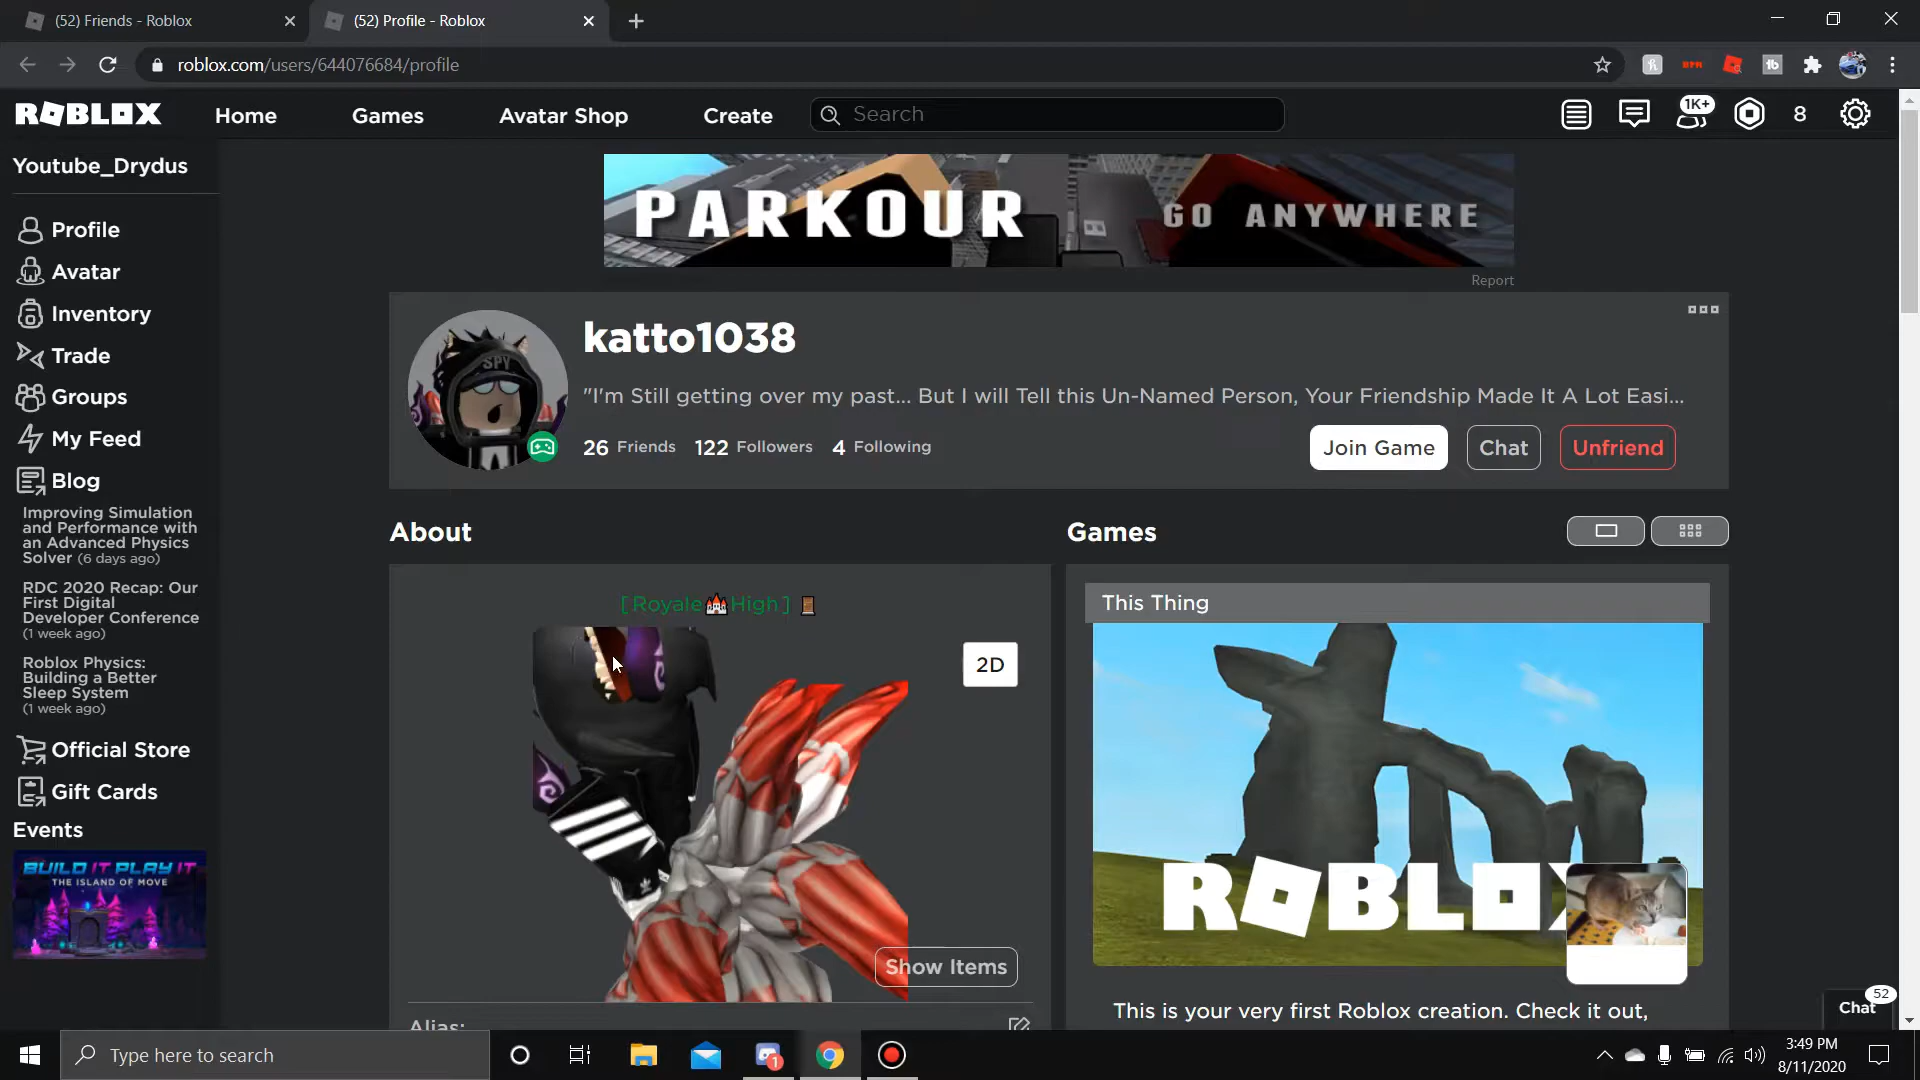 (52) Friends - Roblox
(52) Profile - Roblox
roblox.com/users/644076684/profile
ROBLOX
Home
Games
Avatar Shop
Create
Search
1K+
8
Youtube_Drydus
Profile
Avatar
Inventory
Trade
Groups
My Feed
Blog
Improving Simulation
and Performance with
an Advanced Physics
Solver (6 days ago)
RDC 2020 Recap: Our
First Digital
Developer Conference
(1 week ago)
Roblox Physics:
Building a Better
Sleep System
(1 week ago)
Official Store
Gift Cards
Events
BUILD IT PLAY IT
THE ISLAND OF MOVE
PARKOUR
GO ANYWHERE
Report
SPY
katto1038
"I'm Still getting over my past... But I will Tell this Un-Named Person, Your Friendship Made It A Lot Easi...
26 Friends 122 Followers 4 Following
Join Game
Chat
Unfriend
About
[Royale🏰High]🚪
2D
Show Items
Alias:
Games
This Thing
ROBLOX
This is your very first Roblox creation. Check it out,
Chat
52
Type here to search
1
3:49 PM
8/11/2020